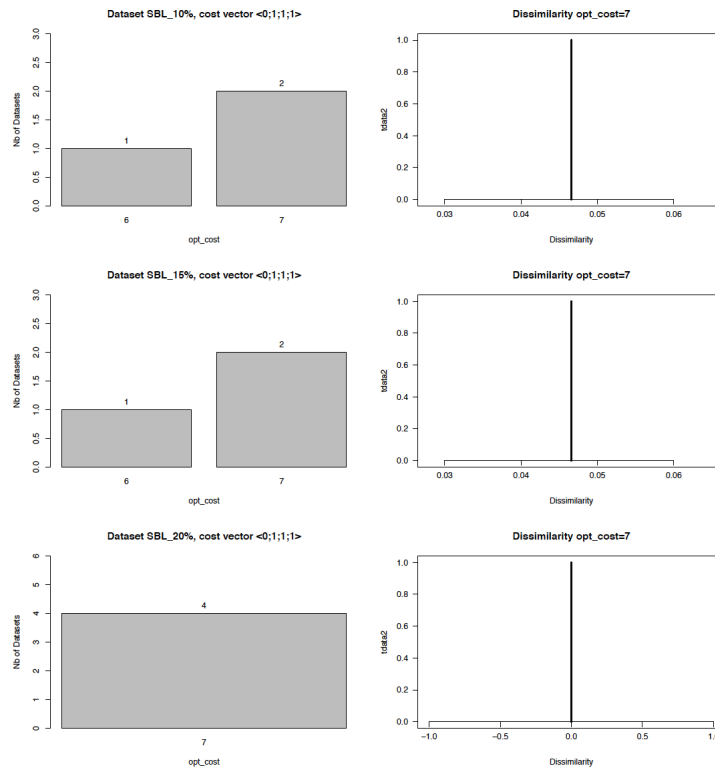 Dataset SBL_10%, cost vector <0;1;1;1>
Nb of Datasets
0.0 0.5 1.0 1.5 2.0 2.5 3.0
1
2
6 7
opt_cost
Dissimilarity opt_cost=7
tdata2
1.0
0.8
0.6
0.4
0.2
0.0
0.03 0.04 0.05 0.06
Dissimilarity
Dataset SBL_15%, cost vector <0;1;1;1>
Nb of Datasets
0.0 0.5 1.0 1.5 2.0 2.5 3.0
1
2
6 7
opt_cost
Dissimilarity opt_cost=7
tdata2
1.0
0.8
0.6
0.4
0.2
0.0
0.03 0.04 0.05 0.06
Dissimilarity
Dataset SBL_20%, cost vector <0;1;1;1>
Nb of Datasets
0 1 2 3 4 5 6
4
7
opt_cost
Dissimilarity opt_cost=7
tdata2
1.0
0.8
0.6
0.4
0.2
0.0
−1.0 −0.5 0.0 0.5 1.0
Dissimilarity